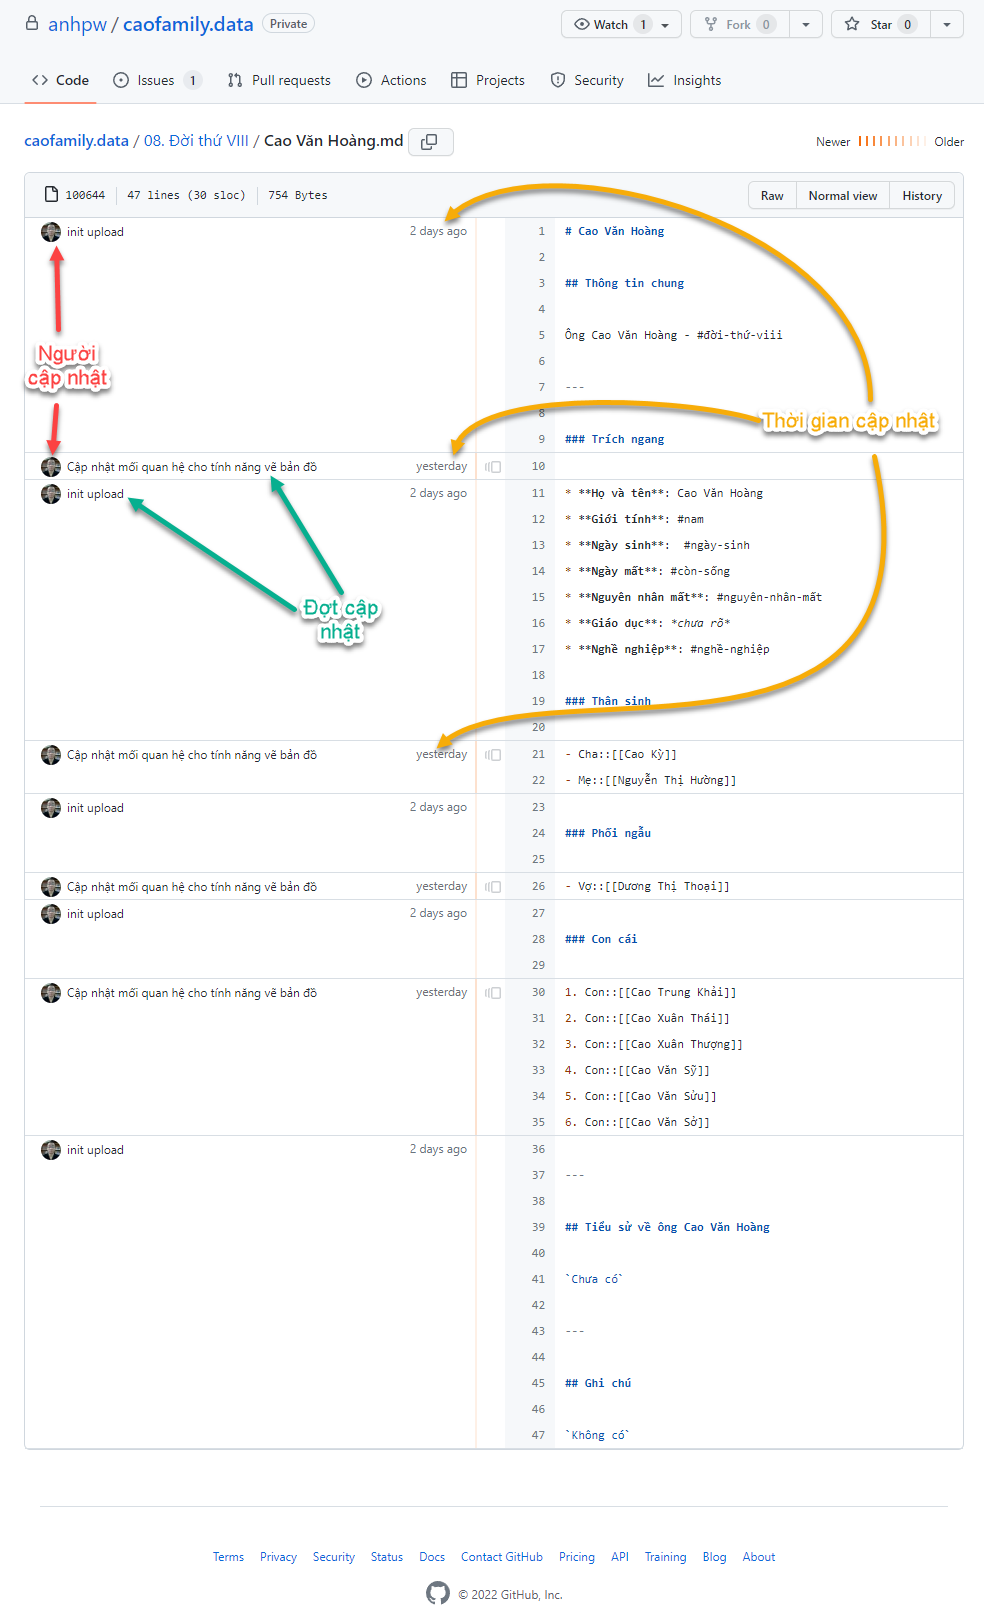 anhpw / caofamily.data Private
Watch 1
Fork 0
Star 0
Code
Issues 1
Pull requests
Actions
Projects
Security
Insights
caofamily.data / 08. Đời thứ VIII / Cao Văn Hoàng.md
Newer Older
100644 47 lines (30 sloc) 754 Bytes
Raw Normal view History
init upload 2 days ago 1 # Cao Văn Hoàng
2
3 ## Thông tin chung
4
5 Ông Cao Văn Hoàng - #đời-thứ-viii
6
Người
cập nhật
7 ---
8
Thời gian cập nhật
9 ### Trích ngang
Cập nhật mối quan hệ cho tính năng vẽ bản đồ yesterday 10
init upload 2 days ago 11 * **Họ và tên**: Cao Văn Hoàng
12 * **Giới tính**: #nam
13 * **Ngày sinh**: #ngày-sinh
14 * **Ngày mất**: #còn-sống
15 * **Nguyên nhân mất**: #nguyên-nhân-mất
Đợt cập
nhật
16 * **Giáo dục**: *chưa rõ*
17 * **Nghề nghiệp**: #nghề-nghiệp
18
19 ### Thân sinh
20
Cập nhật mối quan hệ cho tính năng vẽ bản đồ yesterday 21 - Cha::[[Cao Kỳ]]
22 - Mẹ::[[Nguyễn Thị Hường]]
init upload 2 days ago 23
24 ### Phối ngẫu
25
Cập nhật mối quan hệ cho tính năng vẽ bản đồ yesterday 26 - Vợ::[[Dương Thị Thoại]]
init upload 2 days ago 27
28 ### Con cái
29
Cập nhật mối quan hệ cho tính năng vẽ bản đồ yesterday 30 1. Con::[[Cao Trung Khải]]
31 2. Con::[[Cao Xuân Thái]]
32 3. Con::[[Cao Xuân Thượng]]
33 4. Con::[[Cao Văn Sỹ]]
34 5. Con::[[Cao Văn Sửu]]
35 6. Con::[[Cao Văn Sở]]
init upload 2 days ago 36
37 ---
38
39 ## Tiểu sử về ông Cao Văn Hoàng
40
41 `Chưa có`
42
43 ---
44
45 ## Ghi chú
46
47 `Không có`
Terms Privacy Security Status Docs Contact GitHub Pricing API Training Blog About
© 2022 GitHub, Inc.